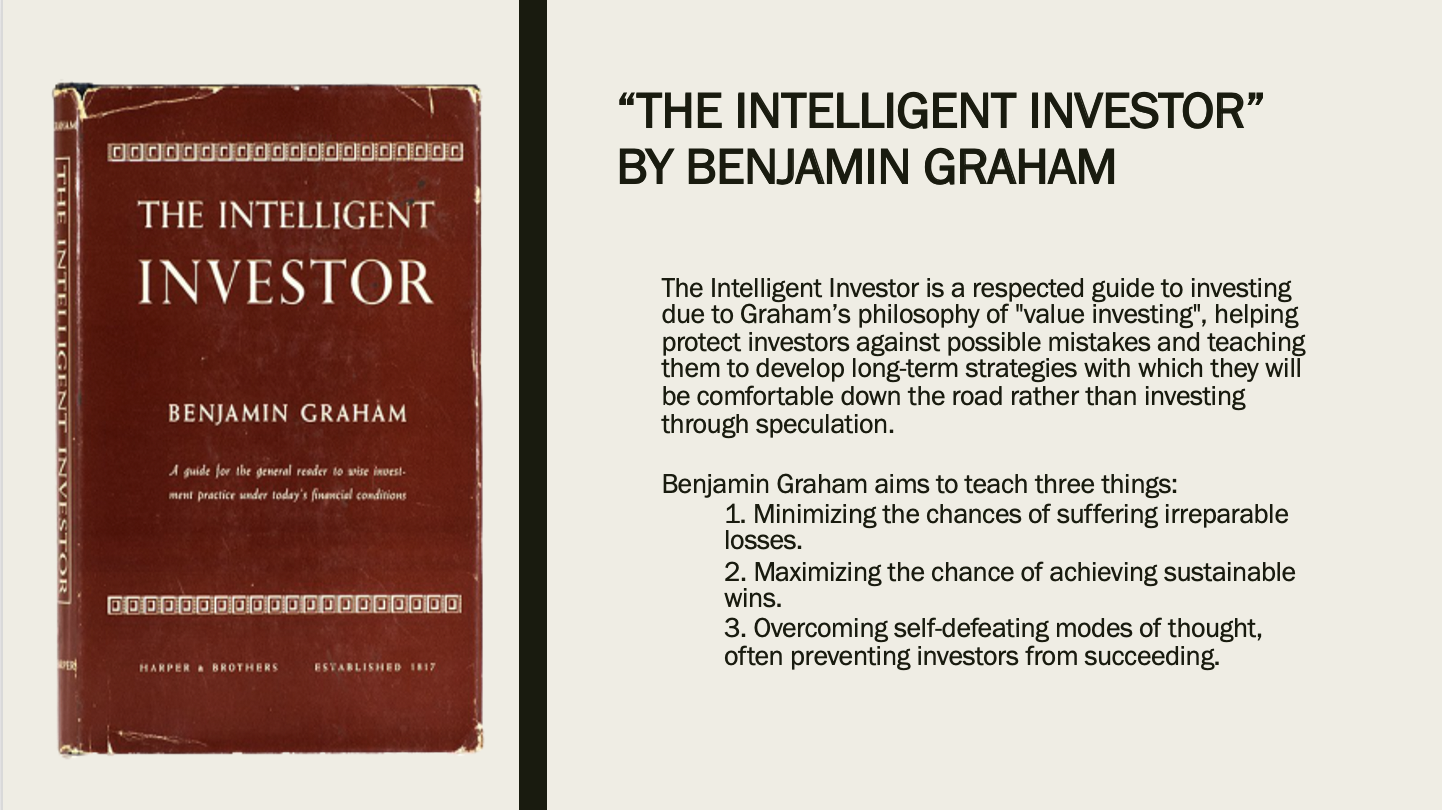 GRAHAM
THE INTELLIGENT INVESTOR
HARPERS
THE INTELLIGENT
INVESTOR
BENJAMIN GRAHAM
A guide for the general reader to wise invest-
ment practice under today's financial conditions
HARPER & BROTHERS ESTABLISHED 1817
“THE INTELLIGENT INVESTOR”
BY BENJAMIN GRAHAM
The Intelligent Investor is a respected guide to investing
due to Graham’s philosophy of "value investing", helping
protect investors against possible mistakes and teaching
them to develop long-term strategies with which they will
be comfortable down the road rather than investing
through speculation.
Benjamin Graham aims to teach three things:
1. Minimizing the chances of suffering irreparable
losses.
2. Maximizing the chance of achieving sustainable
wins.
3. Overcoming self-defeating modes of thought,
often preventing investors from succeeding.